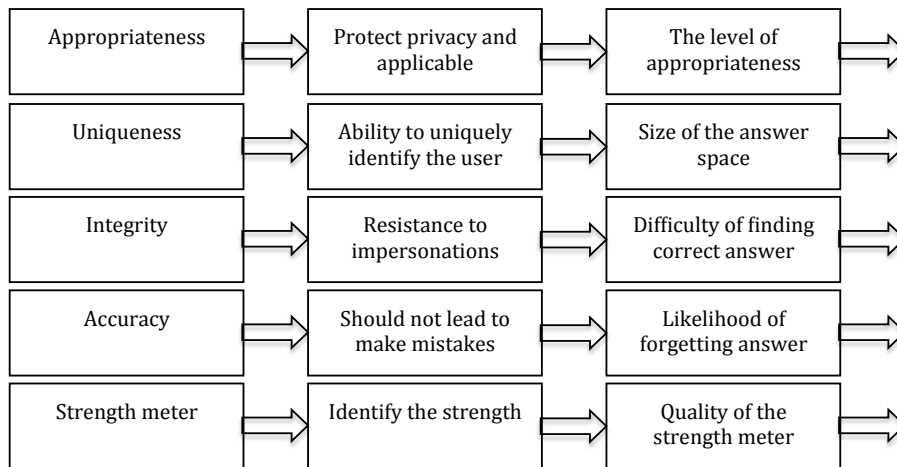 Appropriateness
Protect privacy and
applicable
The level of
appropriateness
Uniqueness
Ability to uniquely
identify the user
Size of the answer
space
Integrity
Resistance to
impersonations
Difficulty of finding
correct answer
Accuracy
Should not lead to
make mistakes
Likelihood of
forgetting answer
Strength meter
Identify the strength
Quality of the
strength meter